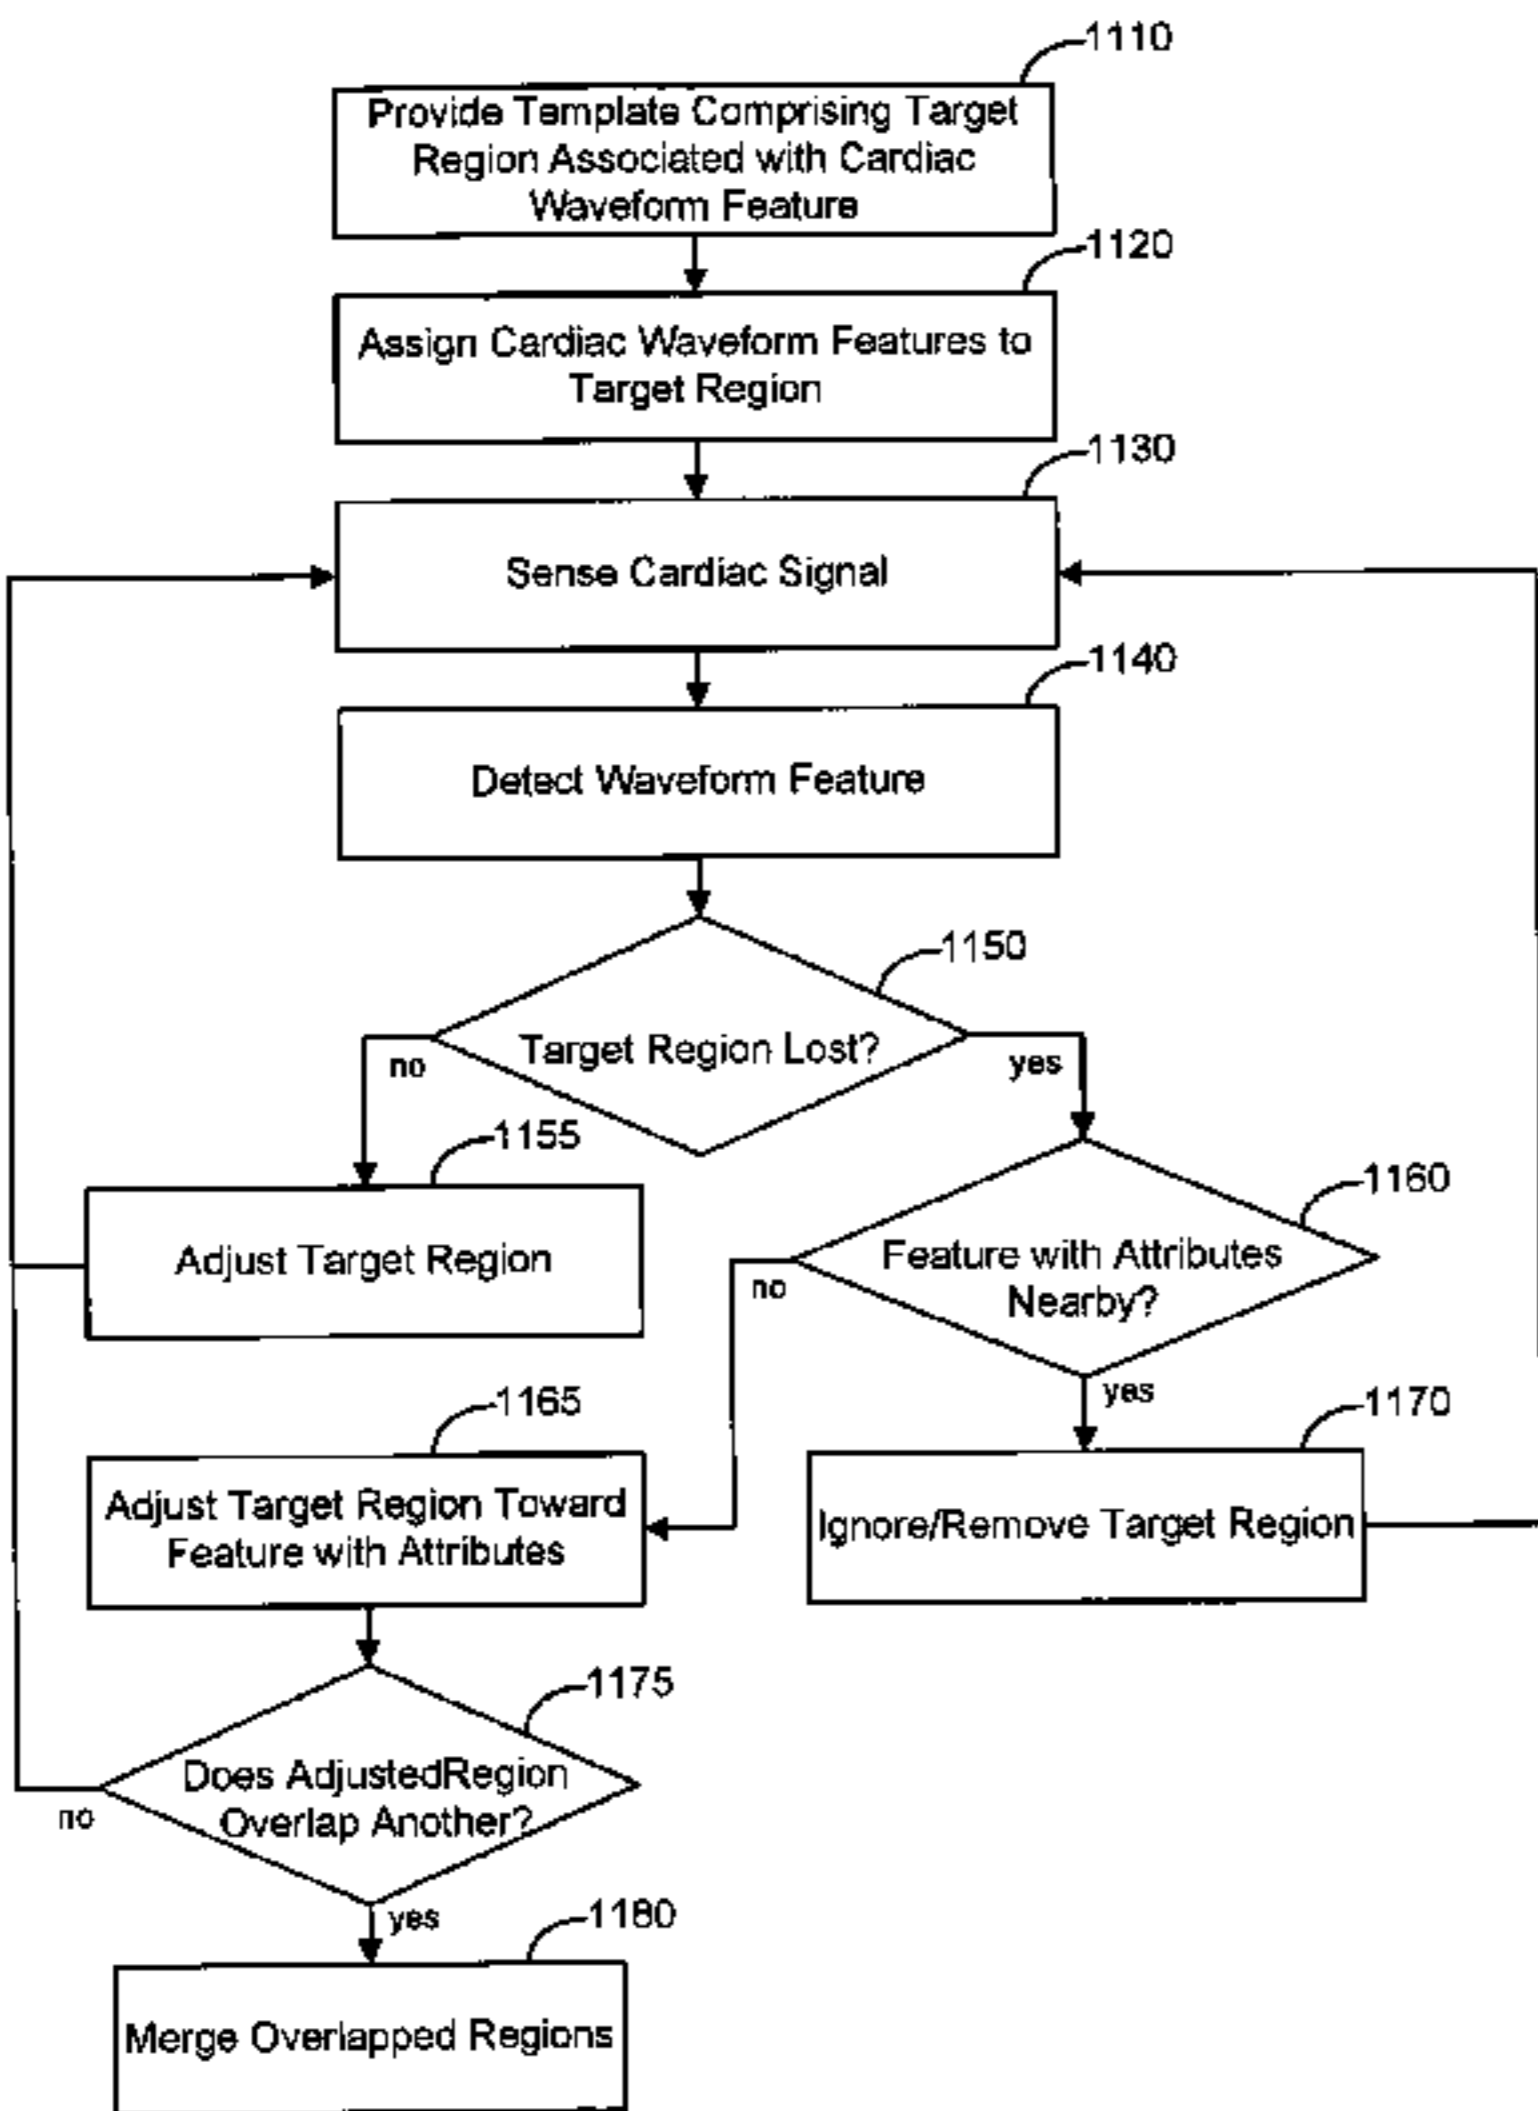 1110
Provide Template Comprising Target
Region Associated with Cardiac
Waveform Feature
1120
Assign Cardiac Waveform Features to
Target Region
1130
Sense Cardiac Signal
1140
Detect Waveform Feature
1150
Target Region Lost?
no
yes
1155
Adjust Target Region
1160
Feature with Attributes
Nearby?
no
yes
1165
Adjust Target Region Toward
Feature with Attributes
1170
Ignore/Remove Target Region
1175
Does AdjustedRegion
Overlap Another?
no
yes
1180
Merge Overlapped Regions